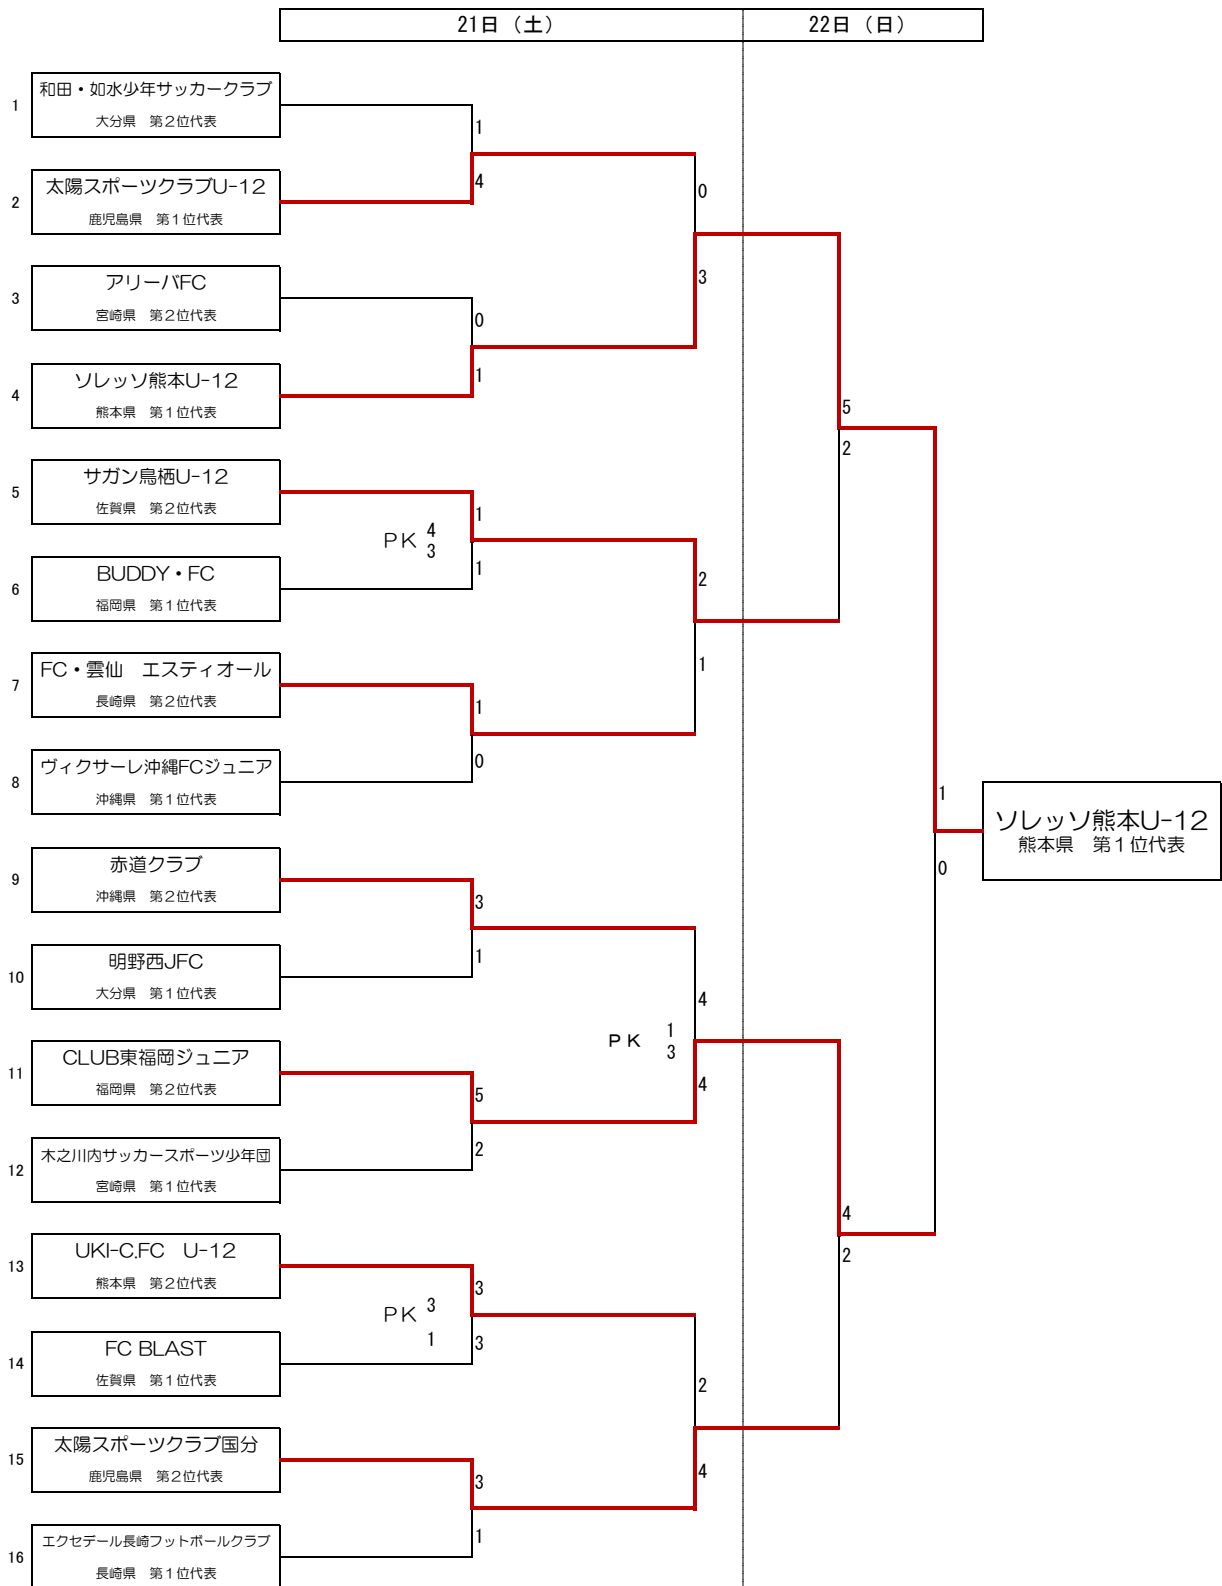 21日（土）
22日（日）
1
和田・如水少年サッカークラブ
大分県　第２位代表
1
2
太陽スポーツクラブU-12
鹿児島県　第１位代表
4
0
3
アリーバFC
宮崎県　第２位代表
0
3
4
ソレッソ熊本U-12
熊本県　第１位代表
1
5
2
5
サガン鳥栖U-12
佐賀県　第２位代表
1
ＰＫ 4
3
6
BUDDY・FC
福岡県　第１位代表
1
2
7
FC・雲仙　エスティオール
長崎県　第２位代表
1
1
8
ヴィクサーレ沖縄FCジュニア
沖縄県　第１位代表
0
1
0
ソレッソ熊本U-12
熊本県　第１位代表
9
赤道クラブ
沖縄県　第２位代表
3
10
明野西JFC
大分県　第１位代表
1
4
ＰＫ 1
3
4
11
CLUB東福岡ジュニア
福岡県　第２位代表
5
12
木之川内サッカースポーツ少年団
宮崎県　第１位代表
2
4
2
13
UKI-C.FC　U-12
熊本県　第２位代表
3
ＰＫ 3
1
14
FC BLAST
佐賀県　第１位代表
3
2
15
太陽スポーツクラブ国分
鹿児島県　第２位代表
3
4
16
エクセデール長崎フットボールクラブ
長崎県　第１位代表
1